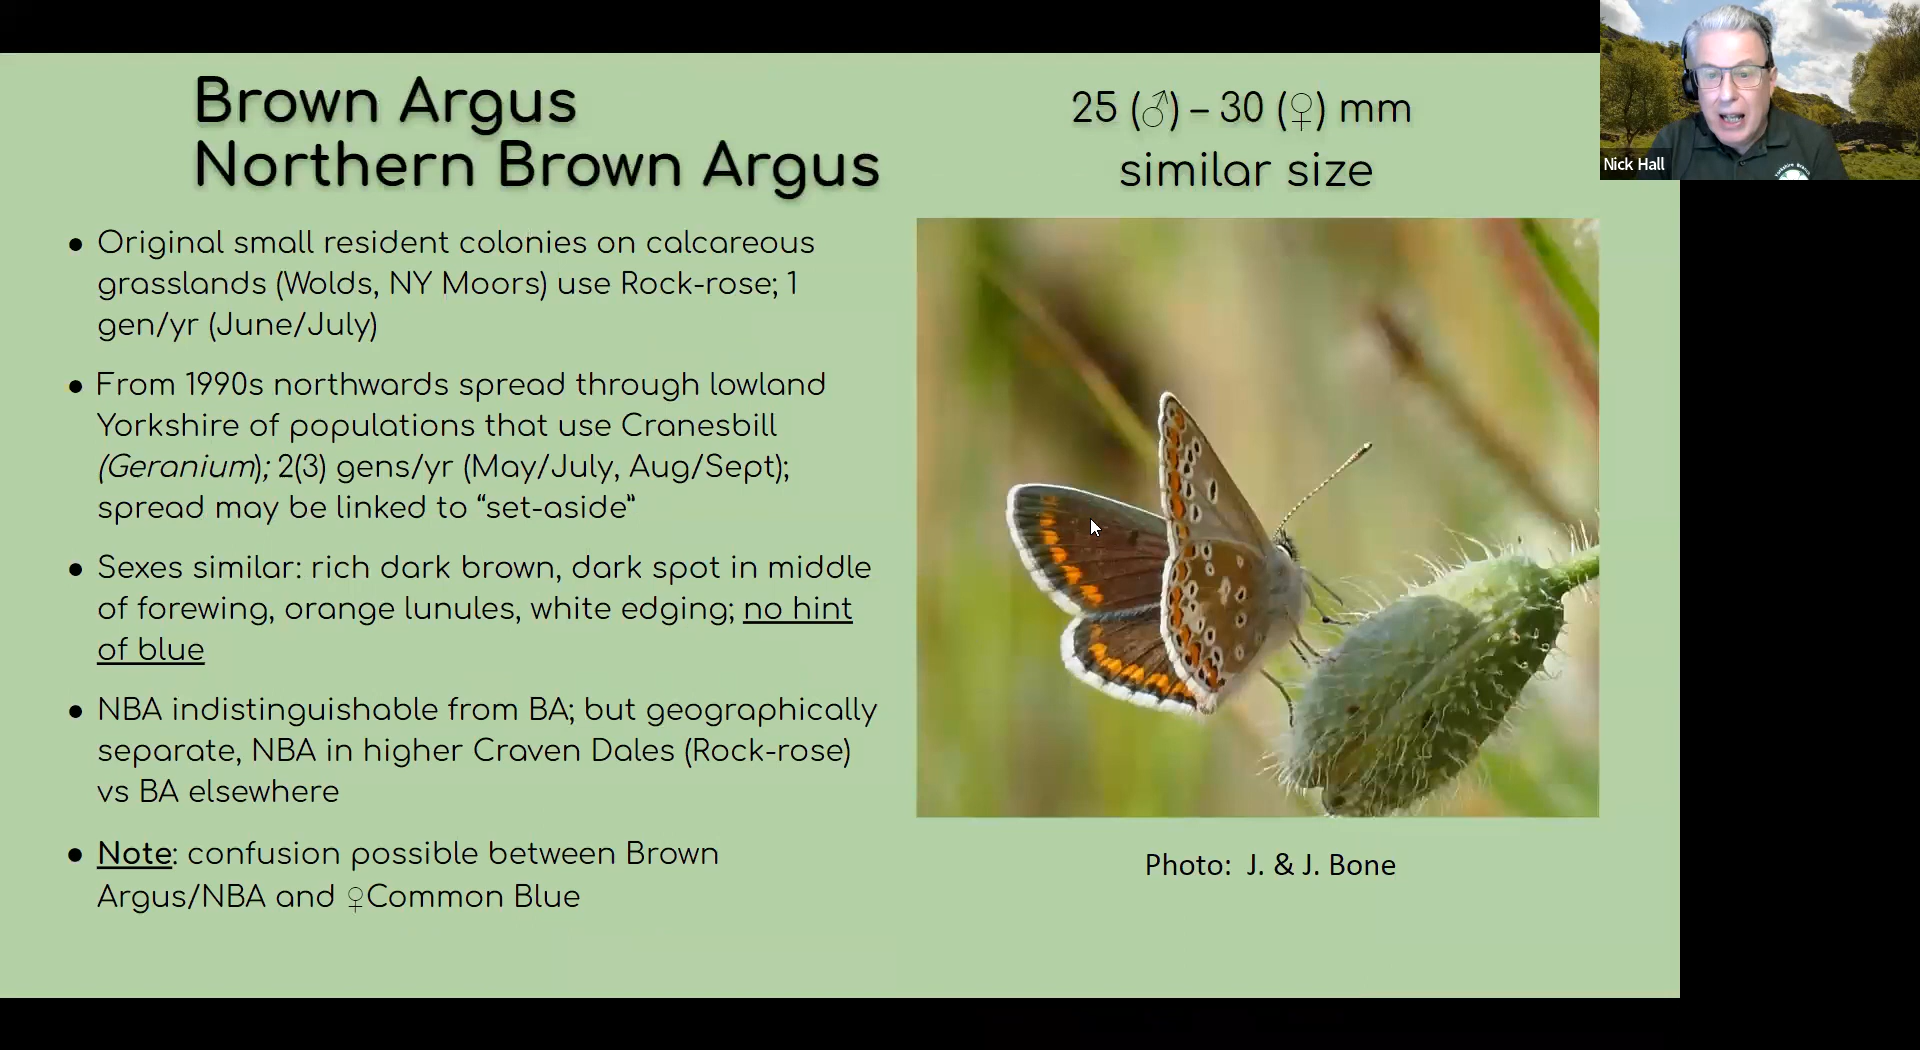 Brown Argus
Northern Brown Argus
25 (♂) – 30 (♀) mm
similar size
● Original small resident colonies on calcareous
grasslands (Wolds, NY Moors) use Rock-rose; 1
gen/yr (June/July)
● From 1990s northwards spread through lowland
Yorkshire of populations that use Cranesbill
(Geranium); 2(3) gens/yr (May/July, Aug/Sept);
spread may be linked to “set-aside”
● Sexes similar: rich dark brown, dark spot in middle
of forewing, orange lunules, white edging; no hint
of blue
● NBA indistinguishable from BA; but geographically
separate, NBA in higher Craven Dales (Rock-rose)
vs BA elsewhere
● Note: confusion possible between Brown
Argus/NBA and ♀Common Blue
Photo: J. & J. Bone
Nick Hall
Yorkshire Branch